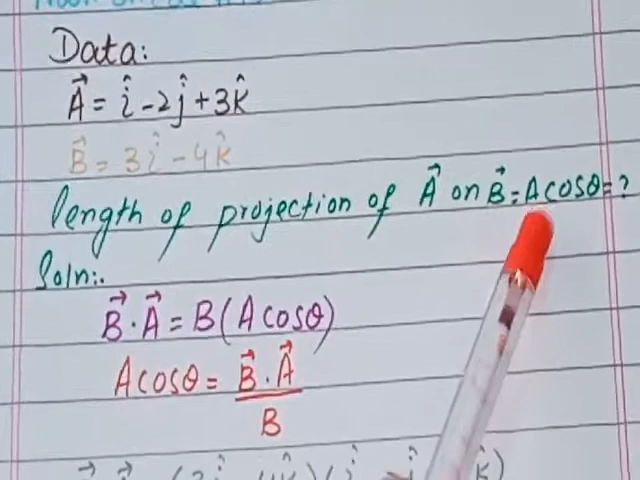 Data:
A⃗ = î - 2ĵ + 3k̂
B⃗ = 3î - 4k̂
length of projection of A⃗ on B⃗ = A cosθ = ?
Soln:.
B⃗ . A⃗ = B(A cosθ)
A cosθ = B⃗ . A⃗
B